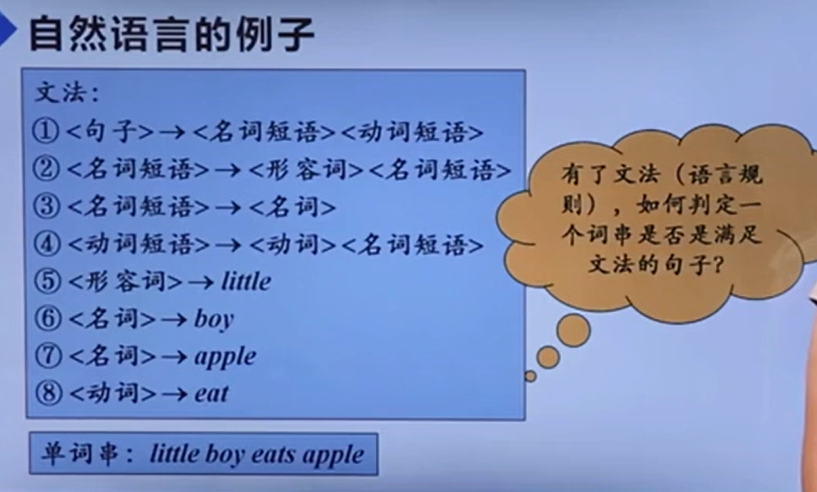 自然语言的例子
文法：
①<句子>→<名词短语><动词短语>
②<名词短语>→<形容词><名词短语>
③<名词短语>→<名词>
④<动词短语>→<动词><名词短语>
⑤<形容词>→little
⑥<名词>→boy
⑦<名词>→apple
⑧<动词>→eat
单词串：little boy eats apple
有了文法（语言规
则），如何判定一
个词串是否是满足
文法的句子？